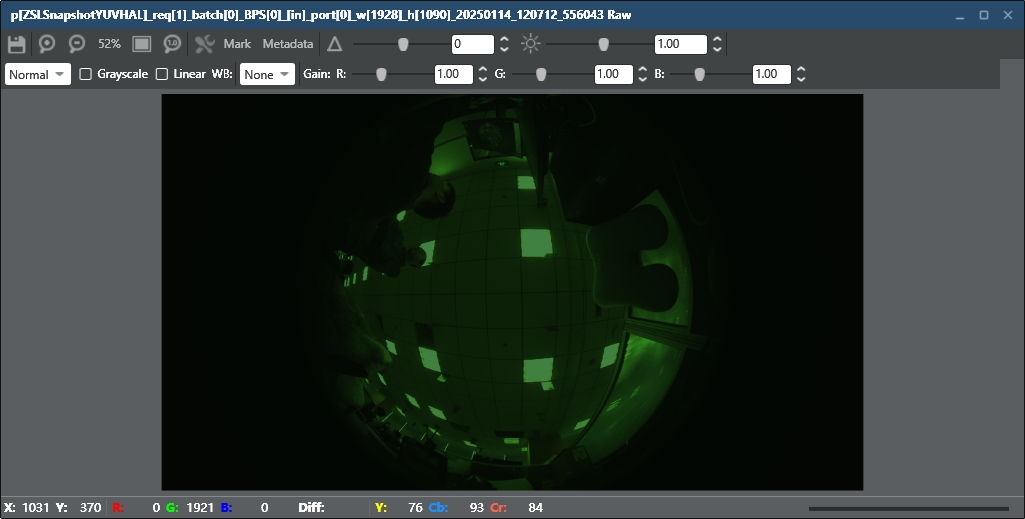 p[ZSLSnapshotYUVHAL]_req[1]_batch[0]_BPS[0]_[in]_port[0]_w[1928]_h[1090]_20250114_120712_556043 Raw
52% 1.0 Mark Metadata 0 1.00
Normal Grayscale Linear WB: None Gain: R: 1.00 G: 1.00 B: 1.00
X: 1031 Y: 370 R: 0 G: 1921 B: 0 Diff: Y: 76 Cb: 93 Cr: 84